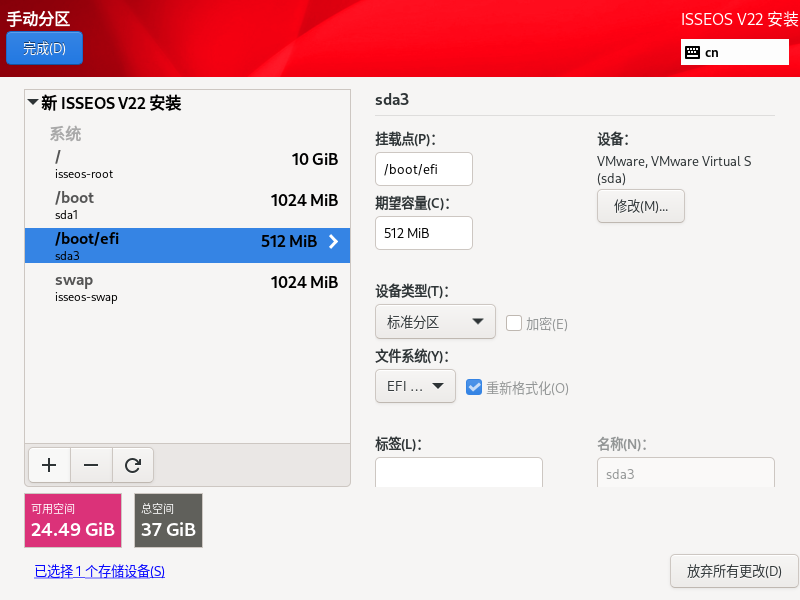 手动分区
ISSEOS V22 安装
完成(D)
cn
新 ISSEOS V22 安装
系统
/
10 GiB
isseos-root
/boot
1024 MiB
sda1
/boot/efi
512 MiB
sda3
swap
1024 MiB
isseos-swap
sda3
挂载点(P)：
/boot/efi
设备：
VMware, VMware Virtual S
(sda)
修改(M)...
期望容量(C)：
512 MiB
设备类型(T)：
标准分区
加密(E)
文件系统(Y)：
EFI ...
重新格式化(O)
标签(L)：
名称(N)：
sda3
可用空间
24.49 GiB
总空间
37 GiB
已选择 1 个存储设备(S)
放弃所有更改(D)